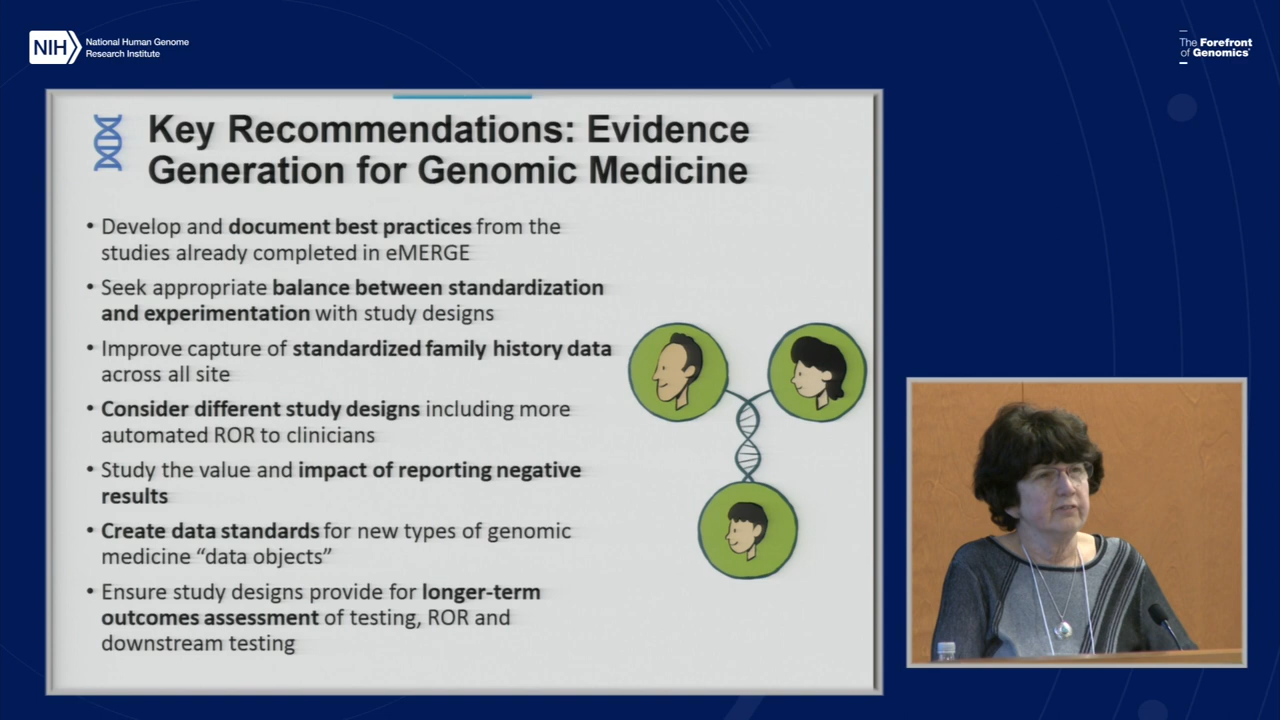 NIH
National Human Genome
Research Institute
The Forefront
of Genomics®
Key Recommendations: Evidence
Generation for Genomic Medicine
• Develop and document best practices from the
studies already completed in eMERGE
• Seek appropriate balance between standardization
and experimentation with study designs
• Improve capture of standardized family history data
across all site
• Consider different study designs including more
automated ROR to clinicians
• Study the value and impact of reporting negative
results
• Create data standards for new types of genomic
medicine “data objects”
• Ensure study designs provide for longer-term
outcomes assessment of testing, ROR and
downstream testing